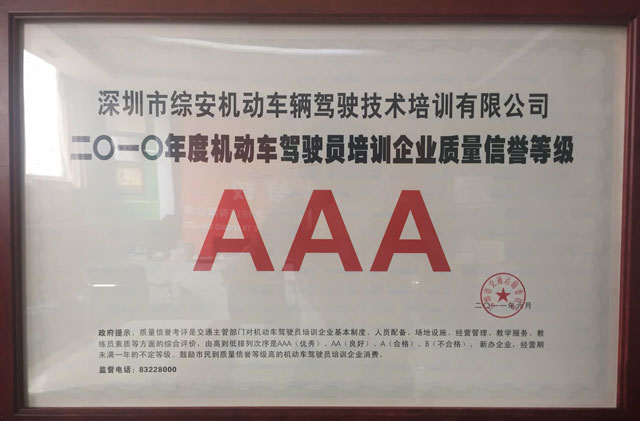 深圳市综安机动车辆驾驶技术培训有限公司
二〇一〇年度机动车驾驶员培训企业质量信誉等级
AAA
二〇一一年六月
政府提示：质量信誉考评是交通主管部门对机动车驾驶员培训企业基本制度、人员配备、场地设施、经营管理、教学服务、教
练员素质等方面的综合评价，由高到低排列次序是AAA（优秀）、AA（良好）、A（合格）、B（不合格）、新办企业、经营期
未满一年的不定等级。鼓励市民到质量信誉等级高的机动车驾驶员培训企业消费。
监督电话：83228000